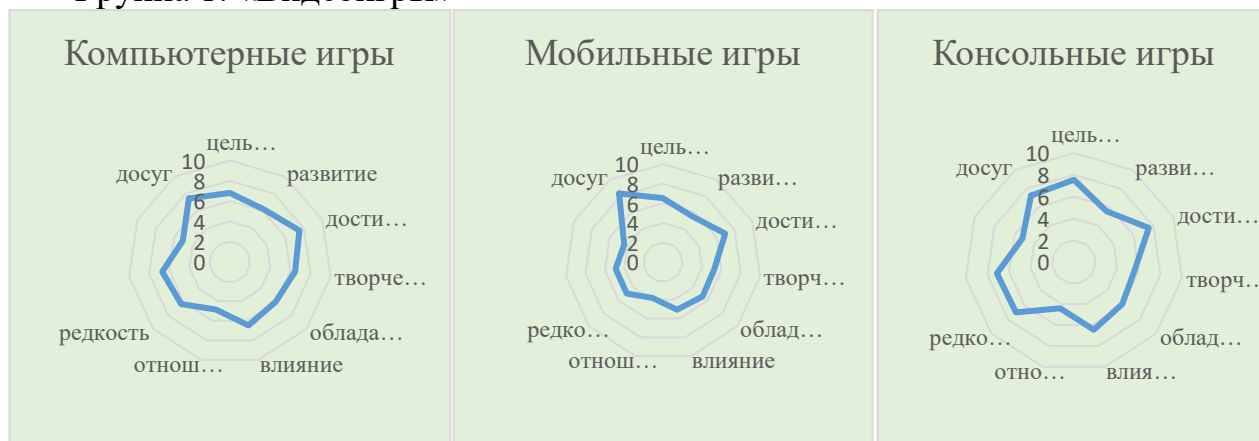 Компьютерные игры
цель…
развитие
дости…
творче…
облада…
влияние
отнош…
редкость
досуг
10
8
6
4
2
0
Мобильные игры
цель…
разви…
дости…
творч…
облад…
влияние
отнош…
редко…
досуг
10
8
6
4
2
0
Консольные игры
цель…
разви…
дости…
творч…
облад…
влия…
отно…
редко…
досуг
10
8
6
4
2
0